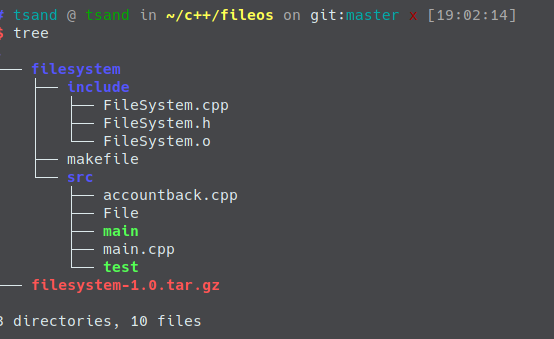 # tsand @ tsand in ~/c++/fileos on git:master x [19:02:14]
$ tree
.
├── filesystem
│   ├── include
│   │   ├── FileSystem.cpp
│   │   ├── FileSystem.h
│   │   └── FileSystem.o
│   ├── makefile
│   └── src
│       ├── accountback.cpp
│       ├── File
│       ├── main
│       ├── main.cpp
│       └── test
└── filesystem-1.0.tar.gz
3 directories, 10 files